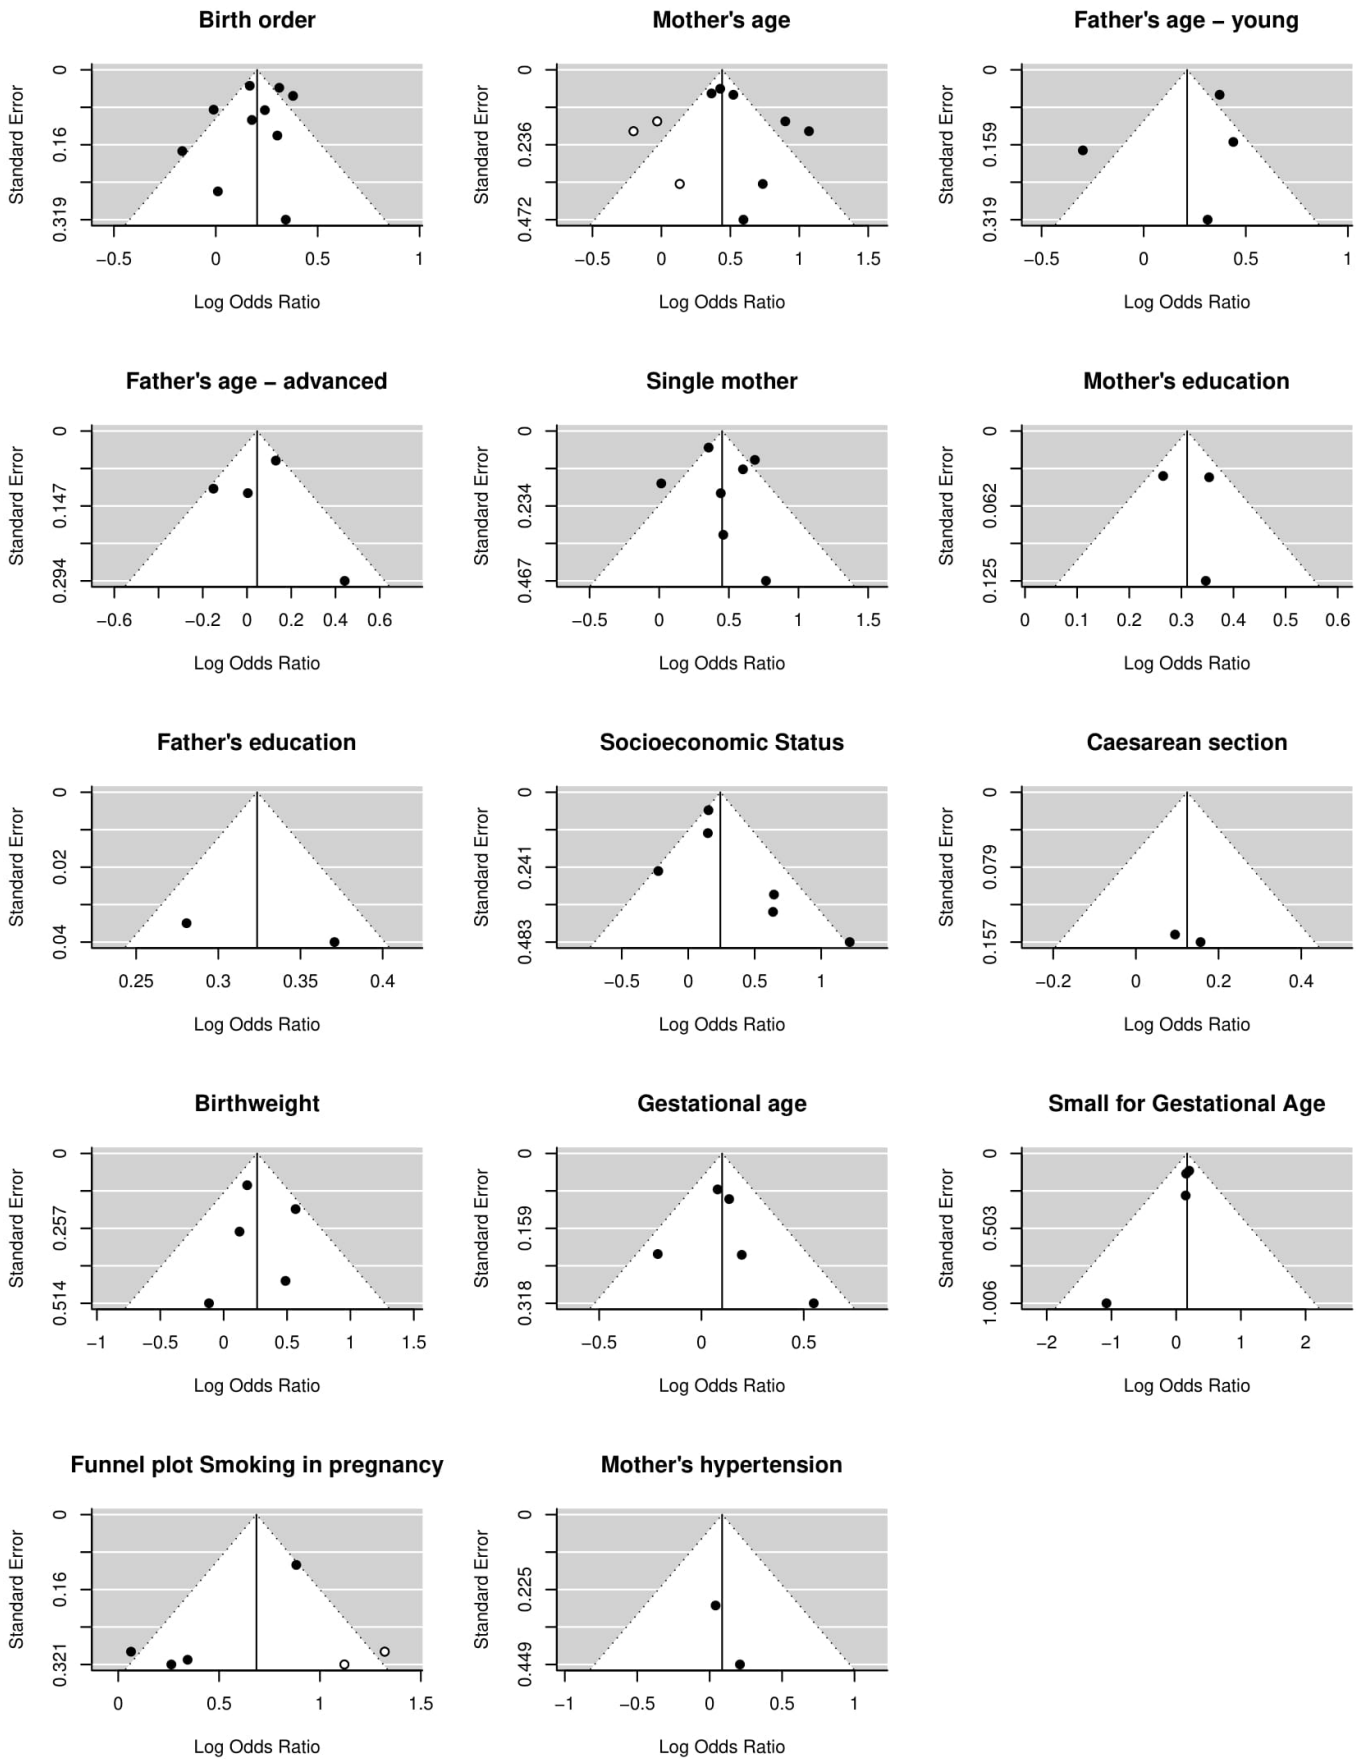 Birth order
Standard Error
0
0.16
0.319
−0.5 0 0.5 1
Log Odds Ratio
Mother's age
Standard Error
0
0.236
0.472
−0.5 0 0.5 1 1.5
Log Odds Ratio
Father's age − young
Standard Error
0
0.159
0.319
−0.5 0 0.5 1
Log Odds Ratio
Father's age − advanced
Standard Error
0
0.147
0.294
−0.6 −0.2 0 0.2 0.4 0.6
Log Odds Ratio
Single mother
Standard Error
0
0.234
0.467
−0.5 0 0.5 1 1.5
Log Odds Ratio
Mother's education
Standard Error
0
0.062
0.125
0 0.1 0.2 0.3 0.4 0.5 0.6
Log Odds Ratio
Father's education
Standard Error
0
0.02
0.04
0.25 0.3 0.35 0.4
Log Odds Ratio
Socioeconomic Status
Standard Error
0
0.241
0.483
−0.5 0 0.5 1
Log Odds Ratio
Caesarean section
Standard Error
0
0.079
0.157
−0.2 0 0.2 0.4
Log Odds Ratio
Birthweight
Standard Error
0
0.257
0.514
−1 −0.5 0 0.5 1 1.5
Log Odds Ratio
Gestational age
Standard Error
0
0.159
0.318
−0.5 0 0.5
Log Odds Ratio
Small for Gestational Age
Standard Error
0
0.503
1.006
−2 −1 0 1 2
Log Odds Ratio
Funnel plot Smoking in pregnancy
Standard Error
0
0.16
0.321
0 0.5 1 1.5
Log Odds Ratio
Mother's hypertension
Standard Error
0
0.225
0.449
−1 −0.5 0 0.5 1
Log Odds Ratio